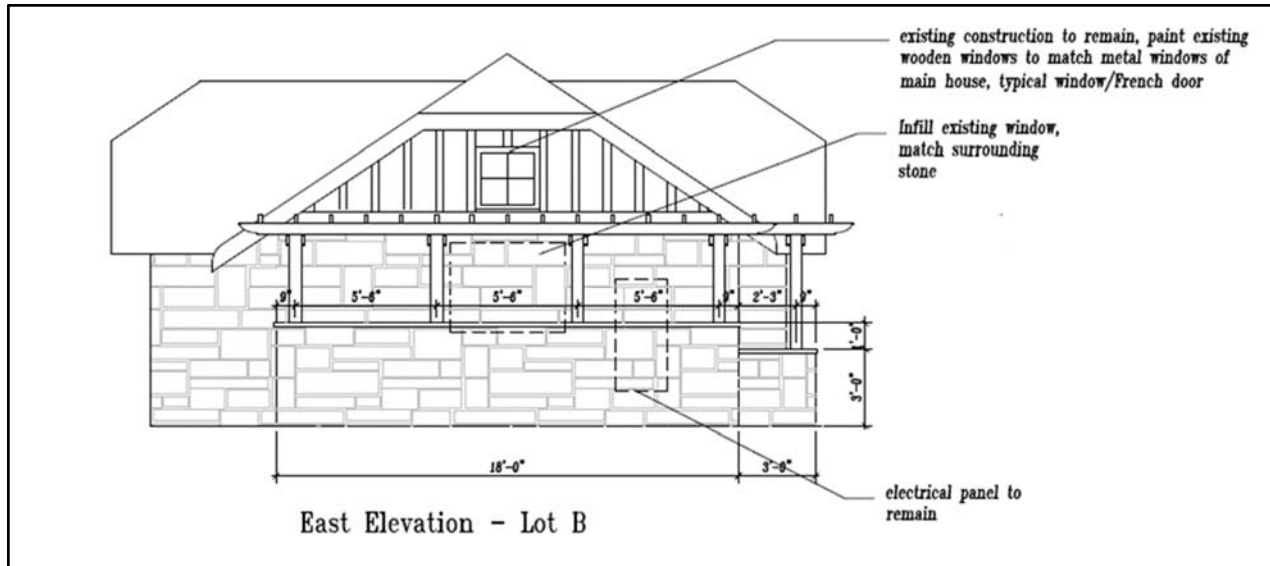 existing construction to remain, paint existing
wooden windows to match metal windows of
main house, typical window/French door
Infill existing window,
match surrounding
stone
9" 5'-6" 5'-6" 5'-6" 9" 2'-3" 9"
1'-0"
3'-0"
18'-0" 3'-0"
electrical panel to
remain
East Elevation - Lot B